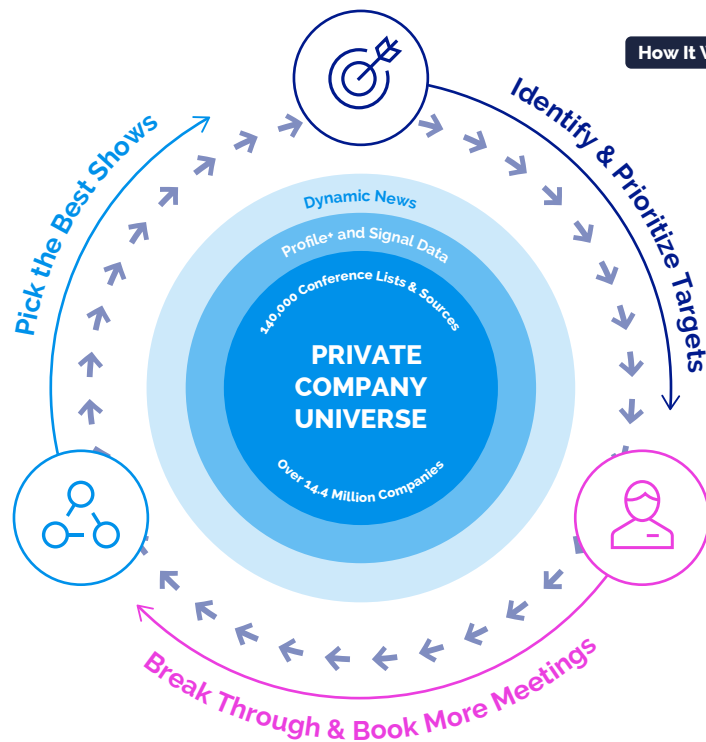 How It
Identify & Prioritize Targets
Pick the Best Shows
Dynamic News
Profile+ and Signal Data
140,000 Conference Lists & Sources
PRIVATE
COMPANY
UNIVERSE
Over 14.4 Million Companies
Break Through & Book More Meetings